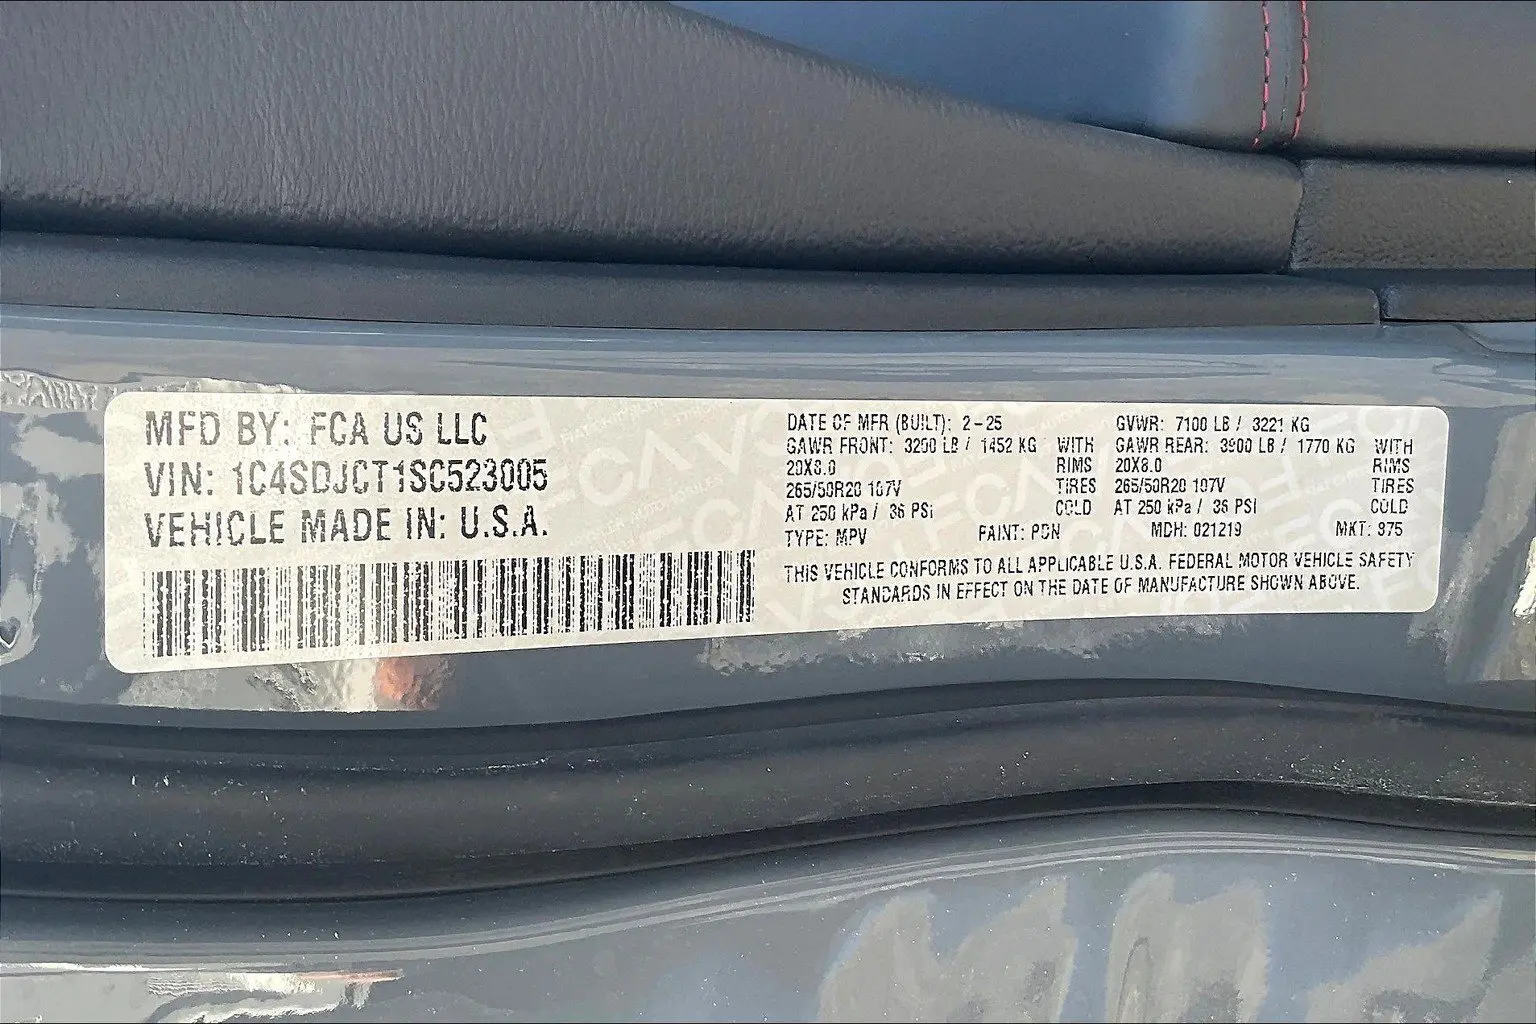 MFD BY: FCA US LLC
VIN: 1C4SDJCT1SC523005
VEHICLE MADE IN: U.S.A.
DATE OF MFR (BUILT): 2-25
GVWR: 7100 LB / 3221 KG
GAWR FRONT: 3200 LB / 1452 KG WITH
GAWR REAR: 3900 LB / 1770 KG WITH
20X8.0 RIMS
20X8.0 RIMS
265/50R20 107V TIRES
265/50R20 107V TIRES
AT 250 kPa / 36 PSi COLD
AT 250 kPa / 36 PSI COLD
TYPE: MPV PAINT: PDN MDH: 021219 MKT: 375
THIS VEHICLE CONFORMS TO ALL APPLICABLE U.S.A. FEDERAL MOTOR VEHICLE SAFETY
STANDARDS IN EFFECT ON THE DATE OF MANUFACTURE SHOWN ABOVE.